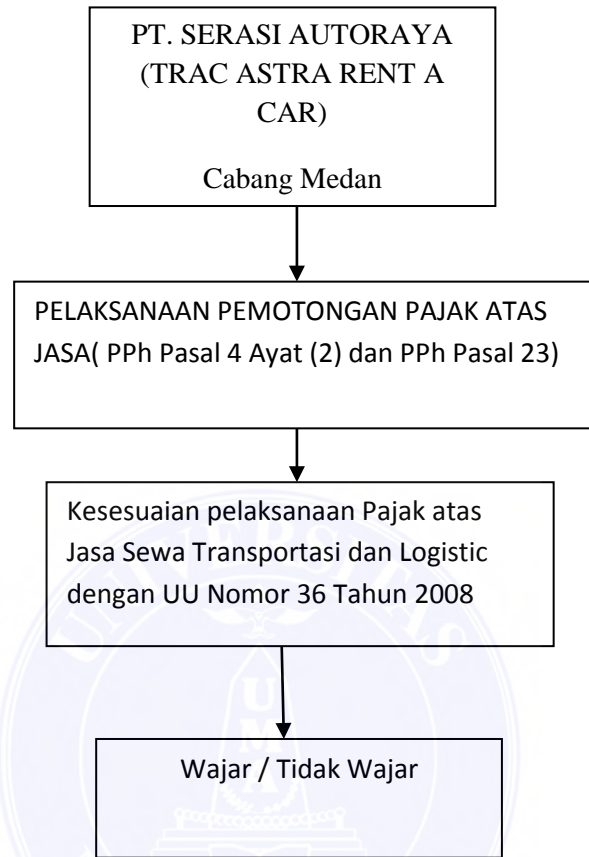 PT. SERASI AUTORAYA
(TRAC ASTRA RENT A
CAR)
Cabang Medan
PELAKSANAAN PEMOTONGAN PAJAK ATAS
JASA( PPh Pasal 4 Ayat (2) dan PPh Pasal 23)
Kesesuaian pelaksanaan Pajak atas
Jasa Sewa Transportasi dan Logistic
dengan UU Nomor 36 Tahun 2008
UNIVERSITAS
UMA
Wajar / Tidak Wajar